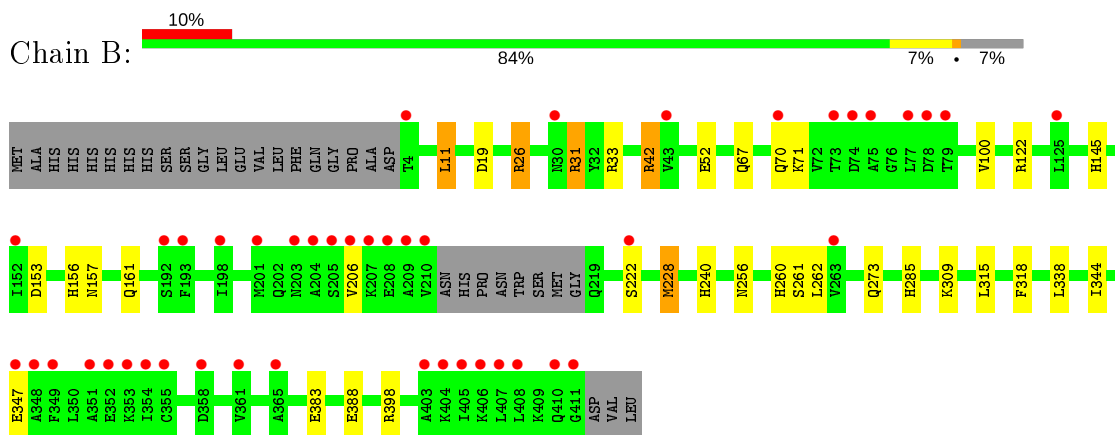 10%
Chain B:
84% 7% • 7%
MET ALA HIS HIS HIS HIS HIS HIS SER SER GLY LEU GLU VAL LEU PHE GLN GLY PRO ALA ASP T4 L11 D19 R26 N30 R31 Y32 R33 R42 V43 E52 Q67 Q70 K71 V72 T73 D74 A75 G76 L77 D78 T79 V100 R122 L125 H145
I152 D153 H156 N157 Q161 S192 F193 I198 M201 Q202 N203 A204 S205 V206 K207 E208 A209 V210 ASN HIS PRO ASN TRP SER MET GLY Q219 S222 M228 H240 N256 H260 S261 L262 V263 Q273 H285 K309 L315 F318 L338 I344
E347 A348 F349 L350 A351 E352 K353 I354 C355 D358 V361 A365 E383 E388 R398 A403 K404 I405 K406 L407 L408 K409 Q410 G411 ASP VAL LEU